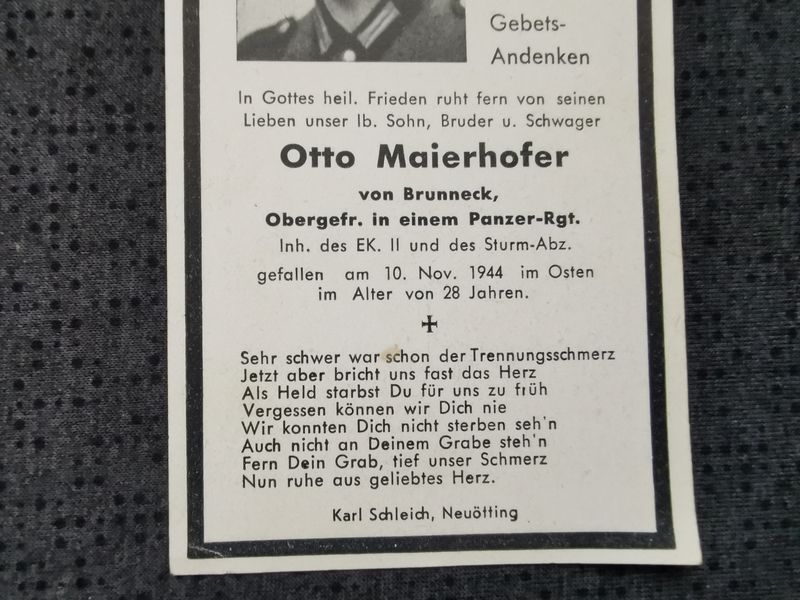 Gebets-
Andenken
In Gottes heil. Frieden ruht fern von seinen
Lieben unser lb. Sohn, Bruder u. Schwager
Otto Maierhofer
von Brunneck,
Obergefr. in einem Panzer-Rgt.
Inh. des EK. II und des Sturm-Abz.
gefallen am 10. Nov. 1944 im Osten
im Alter von 28 Jahren.
Sehr schwer war schon der Trennungsschmerz
Jetzt aber bricht uns fast das Herz
Als Held starbst Du für uns zu früh
Vergessen können wir Dich nie
Wir konnten Dich nicht sterben seh'n
Auch nicht an Deinem Grabe steh'n
Fern Dein Grab, tief unser Schmerz
Nun ruhe aus geliebtes Herz.
Karl Schleich, Neuötting